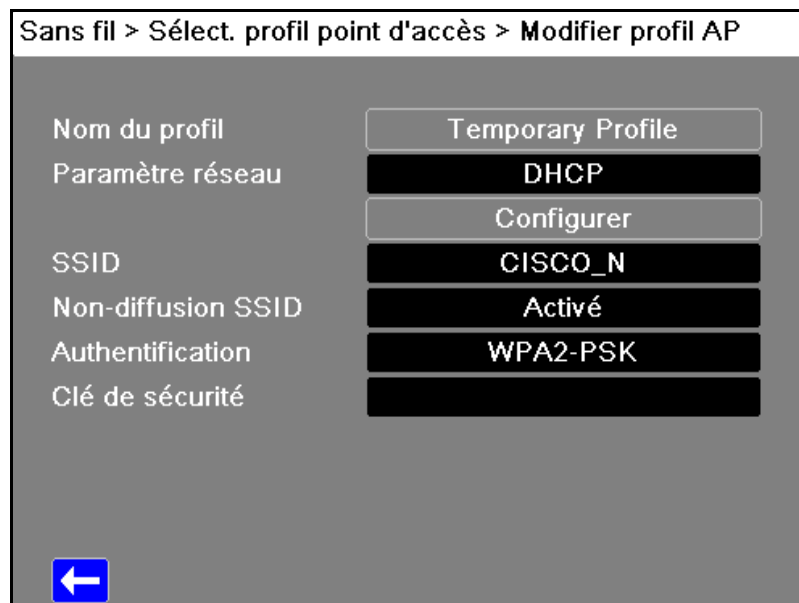 Sans fil > Sélect. profil point d'accès > Modifier profil AP
Nom du profil Temporary Profile
Paramètre réseau DHCP
Configurer
SSID CISCO_N
Non-diffusion SSID Activé
Authentification WPA2-PSK
Clé de sécurité